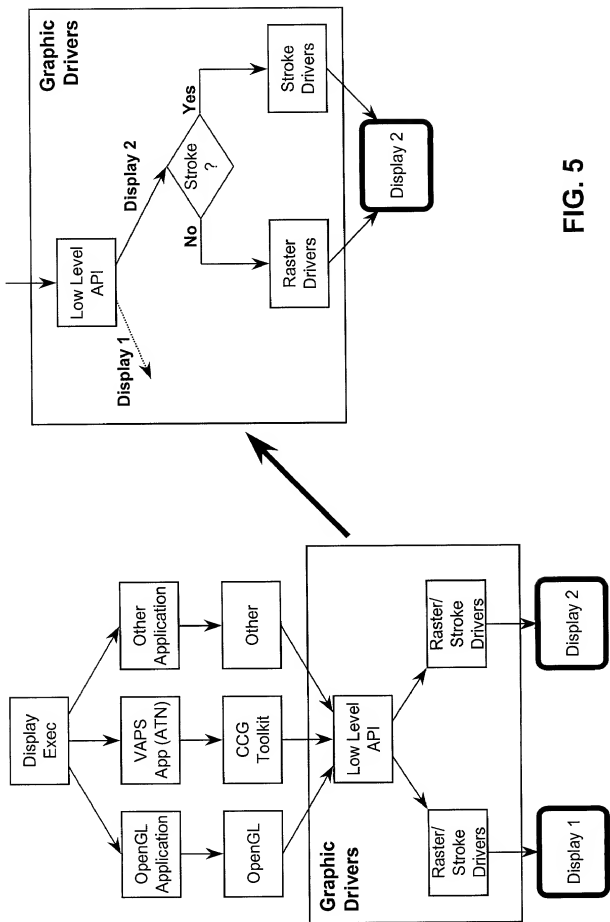 Display
Exec
OpenGL
Application
VAPS
App (ATN)
Other
Application
OpenGL
CCG
Toolkit
Other
Graphic
Drivers
Low Level
API
Raster/
Stroke
Drivers
Raster/
Stroke
Drivers
Display 1
Display 2
Graphic
Drivers
Low Level
API
Display 1
Display 2
Stroke
?
No
Yes
Raster
Drivers
Stroke
Drivers
Display 2
FIG. 5